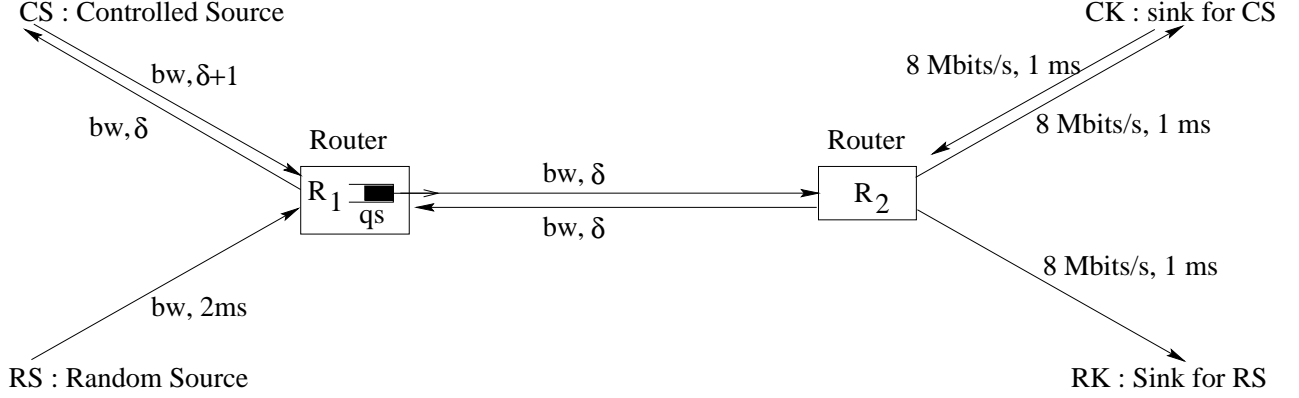 CS : Controlled Source
CK : sink for CS
bw, δ+1
8 Mbits/s, 1 ms
bw, δ
8 Mbits/s, 1 ms
Router
Router
bw, δ
R1
R2
qs
bw, δ
8 Mbits/s, 1 ms
bw, 2ms
RS : Random Source
RK : Sink for RS